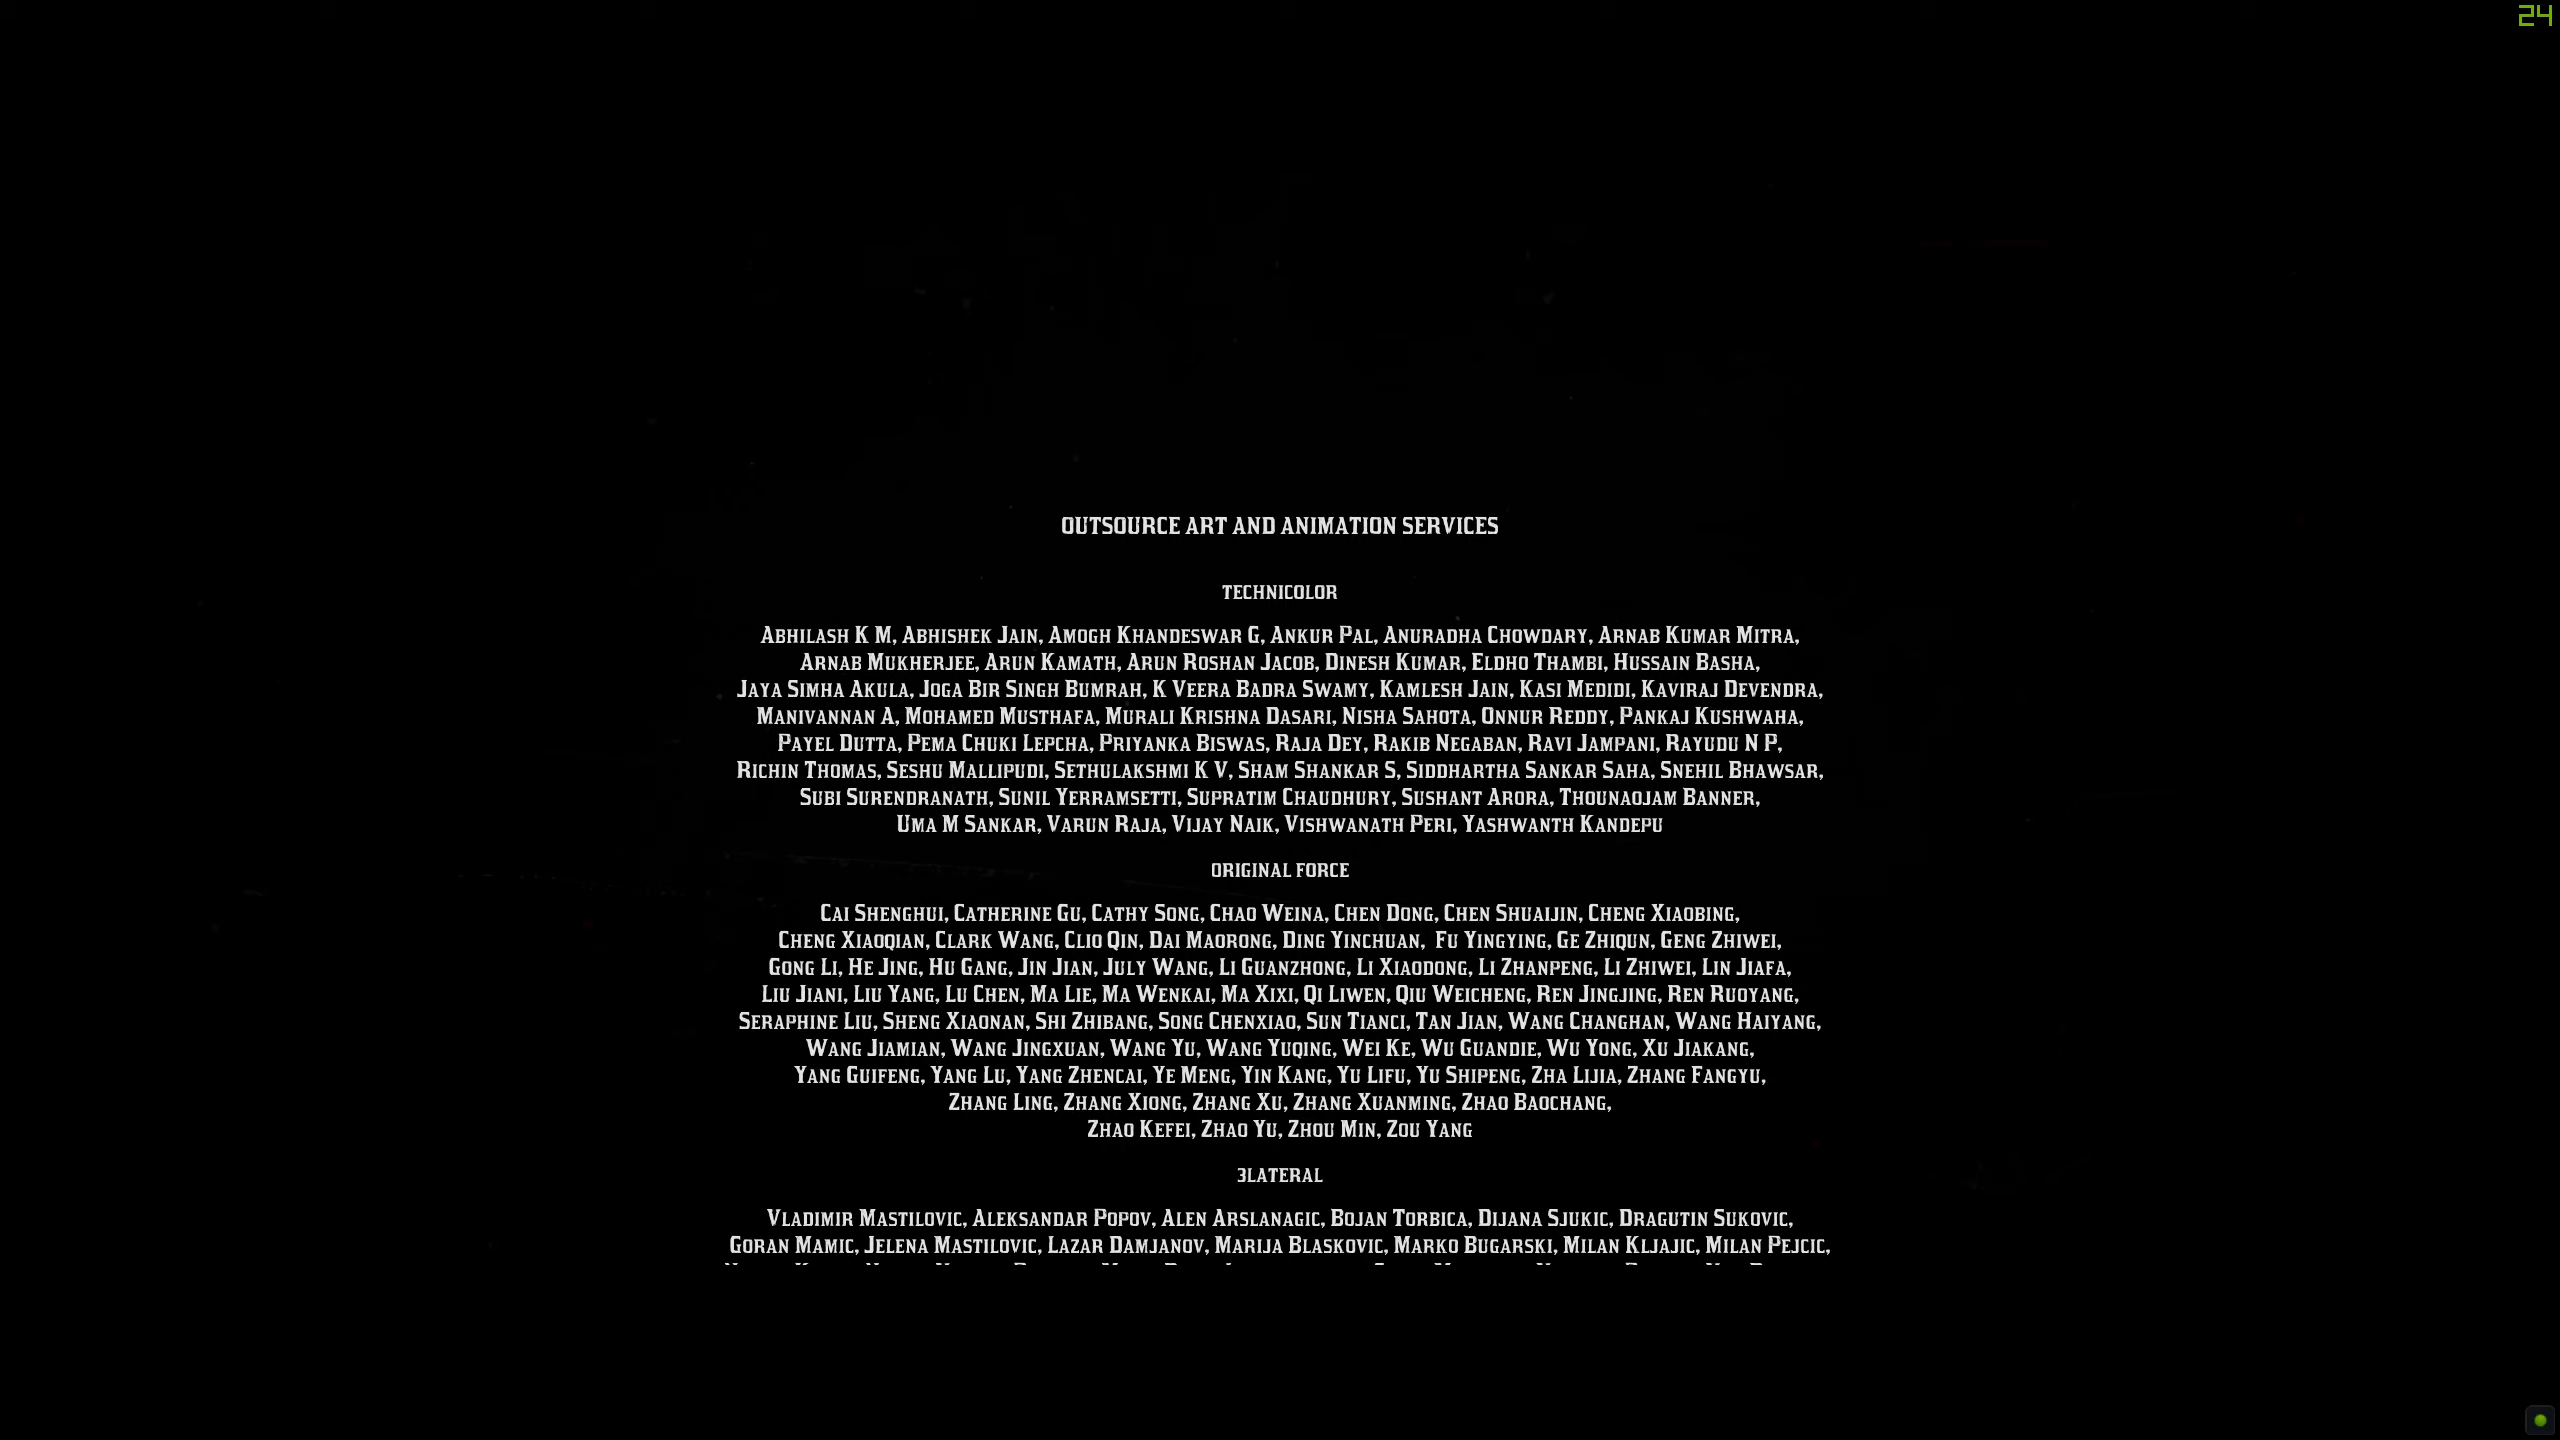 24
OUTSOURCE ART AND ANIMATION SERVICES
TECHNICOLOR
ABHILASH K M, ABHISHEK JAIN, AMOGH KHANDESWAR G, ANKUR PAL, ANURADHA CHOWDARY, ARNAB KUMAR MITRA,
ARNAB MUKHERJEE, ARUN KAMATH, ARUN ROSHAN JACOB, DINESH KUMAR, ELDHO THAMBI, HUSSAIN BASHA,
JAYA SIMHA AKULA, JOGA BIR SINGH BUMRAH, K VEERA BADRA SWAMY, KAMLESH JAIN, KASI MEDIDI, KAVIRAJ DEVENDRA,
MANIVANNAN A, MOHAMED MUSTHAFA, MURALI KRISHNA DASARI, NISHA SAHOTA, ONNUR REDDY, PANKAJ KUSHWAHA,
PAYEL DUTTA, PEMA CHUKI LEPCHA, PRIYANKA BISWAS, RAJA DEY, RAKIB NEGABAN, RAVI JAMPANI, RAYUDU N P,
RICHIN THOMAS, SESHU MALLIPUDI, SETHULAKSHMI K V, SHAM SHANKAR S, SIDDHARTHA SANKAR SAHA, SNEHIL BHAWSAR,
SUBI SURENDRANATH, SUNIL YERRAMSETTI, SUPRATIM CHAUDHURY, SUSHANT ARORA, THOUNAOJAM BANNER,
UMA M SANKAR, VARUN RAJA, VIJAY NAIK, VISHWANATH PERI, YASHWANTH KANDEPU
ORIGINAL FORCE
CAI SHENGHUI, CATHERINE GU, CATHY SONG, CHAO WEINA, CHEN DONG, CHEN SHUAIJIN, CHENG XIAOBING,
CHENG XIAOQIAN, CLARK WANG, CLIO QIN, DAI MAORONG, DING YINCHUAN, FU YINGYING, GE ZHIQUN, GENG ZHIWEI,
GONG LI, HE JING, HU GANG, JIN JIAN, JULY WANG, LI GUANZHONG, LI XIAODONG, LI ZHANPENG, LI ZHIWEI, LIN JIAFA,
LIU JIANI, LIU YANG, LU CHEN, MA LIE, MA WENKAI, MA XIXI, QI LIWEN, QIU WEICHENG, REN JINGJING, REN RUOYANG,
SERAPHINE LIU, SHENG XIAONAN, SHI ZHIBANG, SONG CHENXIAO, SUN TIANCI, TAN JIAN, WANG CHANGHAN, WANG HAIYANG,
WANG JIAMIAN, WANG JINGXUAN, WANG YU, WANG YUQING, WEI KE, WU GUANDIE, WU YONG, XU JIAKANG,
YANG GUIFENG, YANG LU, YANG ZHENCAI, YE MENG, YIN KANG, YU LIFU, YU SHIPENG, ZHA LIJIA, ZHANG FANGYU,
ZHANG LING, ZHANG XIONG, ZHANG XU, ZHANG XUANMING, ZHAO BAOCHANG,
ZHAO KEFEI, ZHAO YU, ZHOU MIN, ZOU YANG
3LATERAL
VLADIMIR MASTILOVIC, ALEKSANDAR POPOV, ALEN ARSLANAGIC, BOJAN TORBICA, DIJANA SJUKIC, DRAGUTIN SUKOVIC,
GORAN MAMIC, JELENA MASTILOVIC, LAZAR DAMJANOV, MARIJA BLASKOVIC, MARKO BUGARSKI, MILAN KLJAJIC, MILAN PEJCIC,